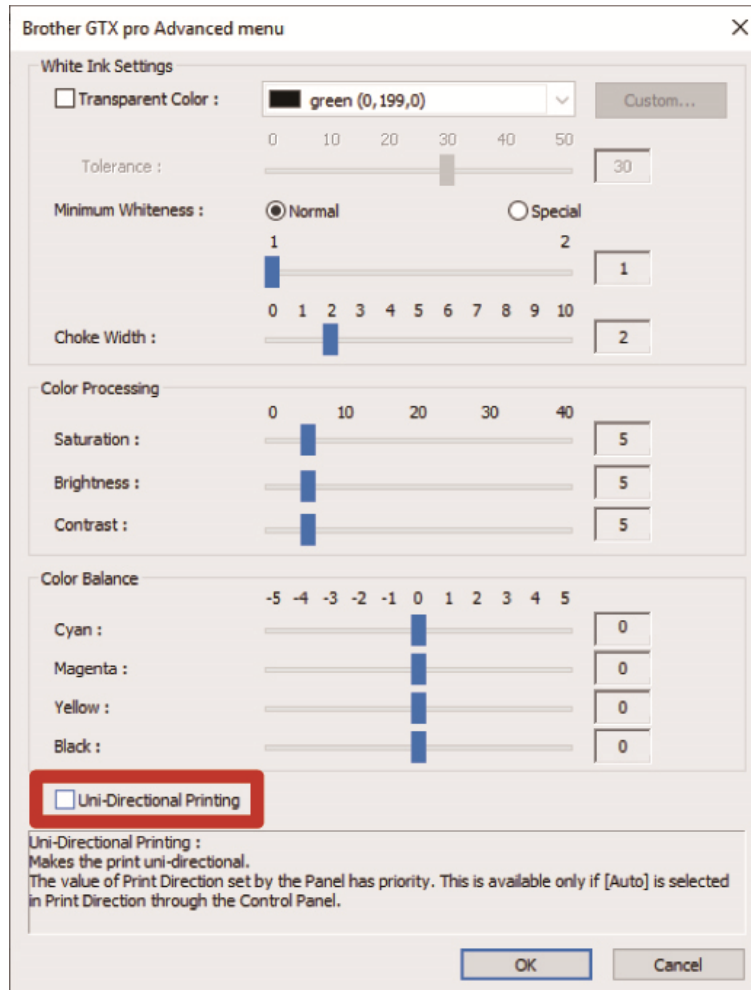 Brother GTX pro Advanced menu
White Ink Settings
Transparent Color :
green (0,199,0)
Custom...
0 10 20 30 40 50
Tolerance :
30
Minimum Whiteness :
Normal
Special
1 2
1
0 1 2 3 4 5 6 7 8 9 10
Choke Width :
2
Color Processing
0 10 20 30 40
Saturation :
5
Brightness :
5
Contrast :
5
Color Balance
-5 -4 -3 -2 -1 0 1 2 3 4 5
Cyan :
0
Magenta :
0
Yellow :
0
Black :
0
Uni-Directional Printing
Uni-Directional Printing :
Makes the print uni-directional.
The value of Print Direction set by the Panel has priority. This is available only if [Auto] is selected
in Print Direction through the Control Panel.
OK
Cancel